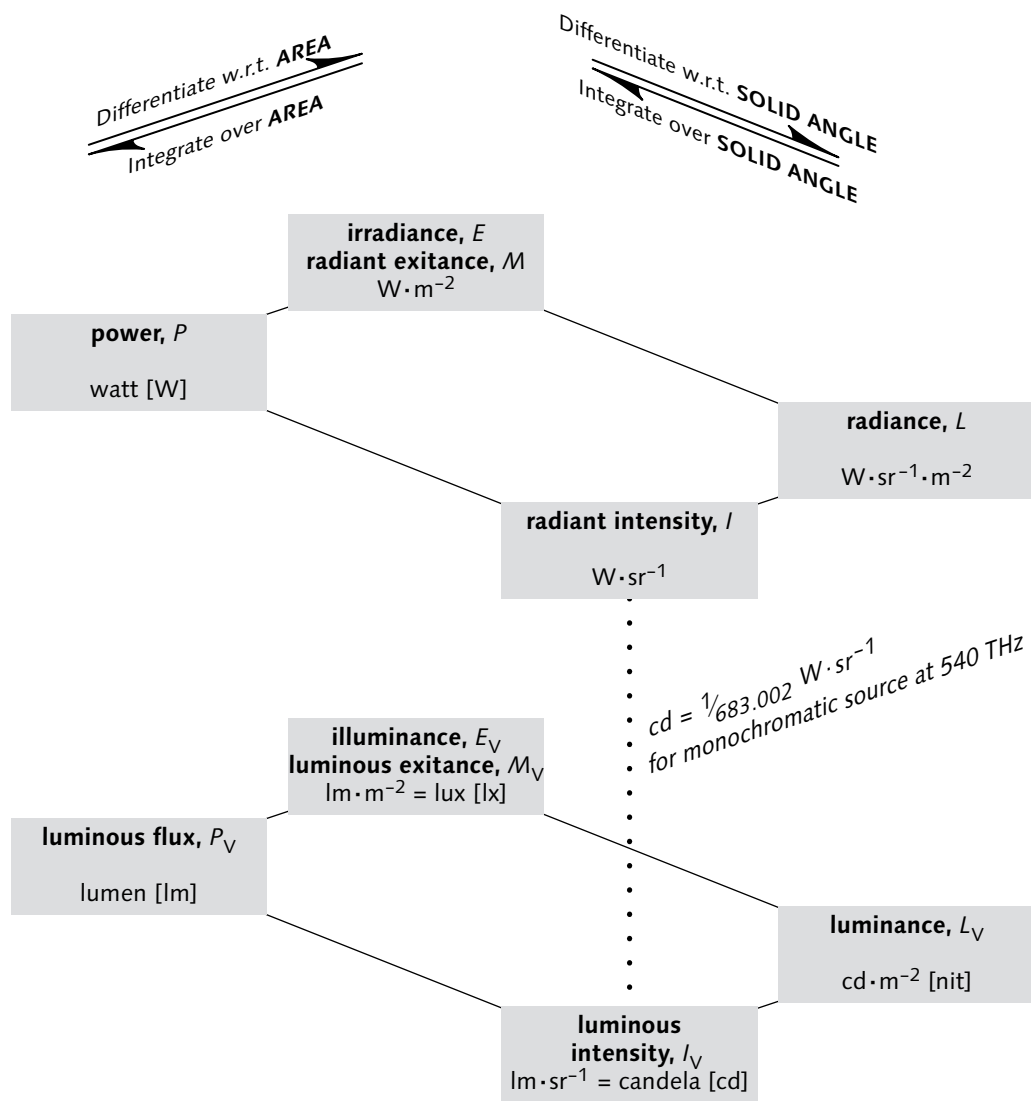 Differentiate w.r.t. AREA
Integrate over AREA
Differentiate w.r.t. SOLID ANGLE
Integrate over SOLID ANGLE
irradiance, E
radiant exitance, M
W·m⁻²
power, P
watt [W]
radiance, L
W·sr⁻¹·m⁻²
radiant intensity, I
W·sr⁻¹
cd = 1/683.002 W·sr⁻¹
for monochromatic source at 540 THz
illuminance, EV
luminous exitance, MV
lm·m⁻² = lux [lx]
luminous flux, PV
lumen [lm]
luminance, LV
cd·m⁻² [nit]
luminous
intensity, IV
lm·sr⁻¹ = candela [cd]